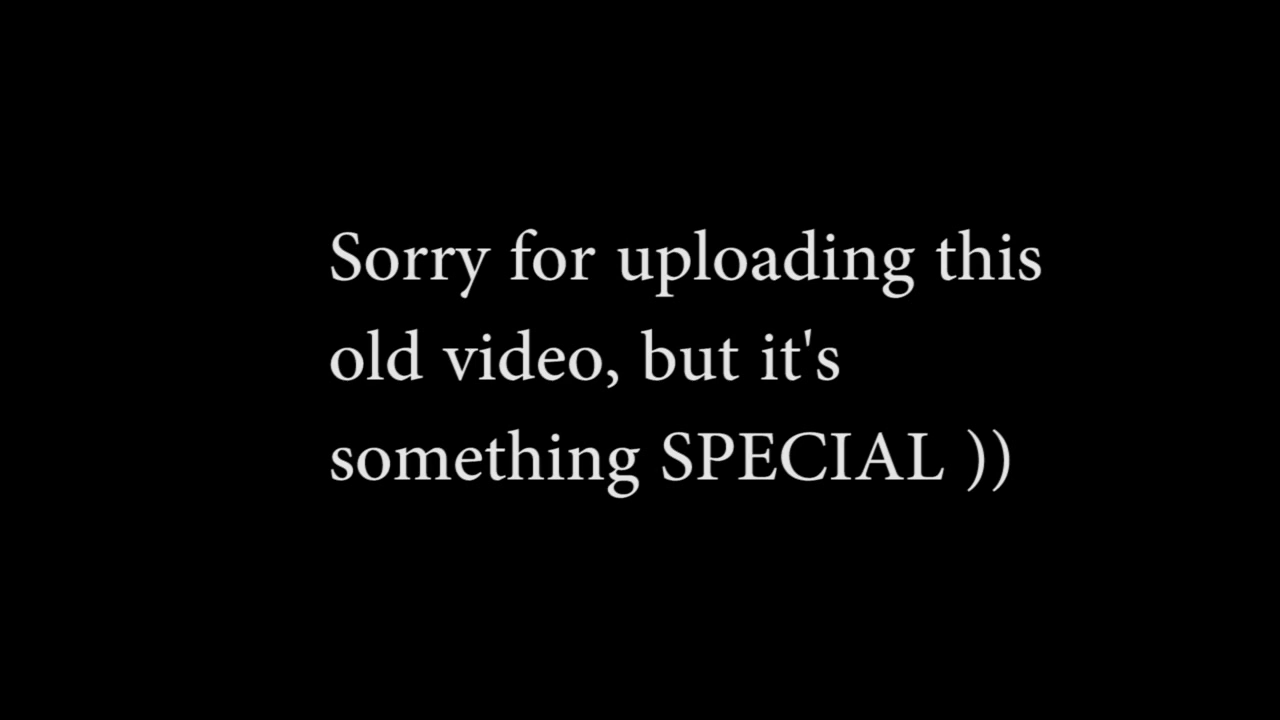 Sorry for uploading this
old video, but it's
something SPECIAL ))